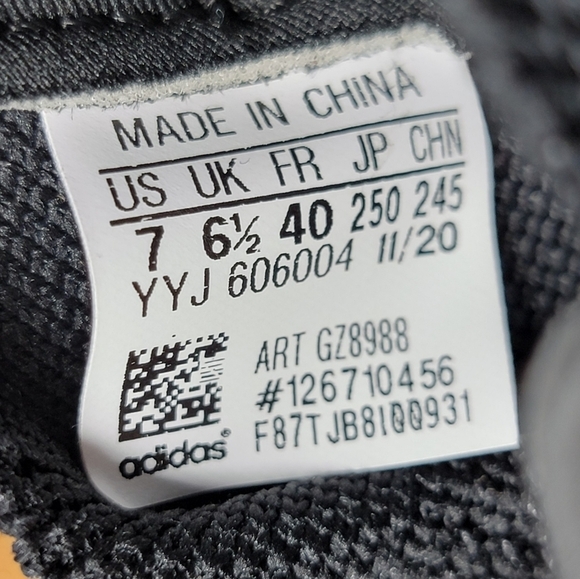 MADE IN CHINA
US UK FR JP CHN
7 6½ 40 250 245
YYJ 606004 11/20
ART GZ8988
#126710456
F87TJB8I00931
adidas